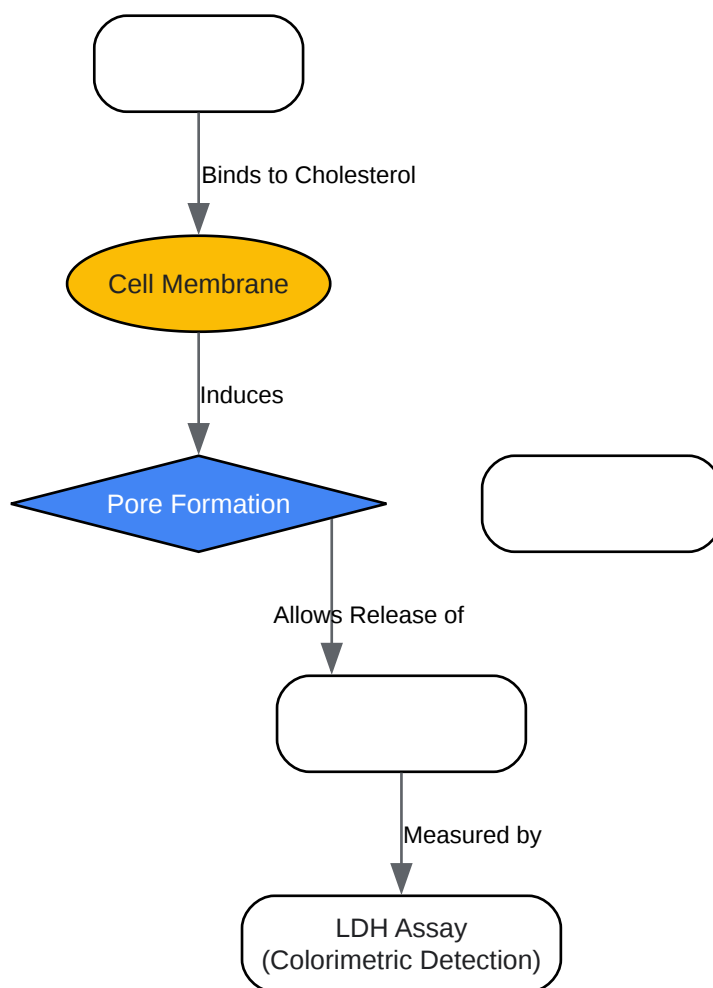 Binds to Cholesterol
Cell Membrane
Induces
Pore Formation
Allows Release of
Measured by
LDH Assay
(Colorimetric Detection)